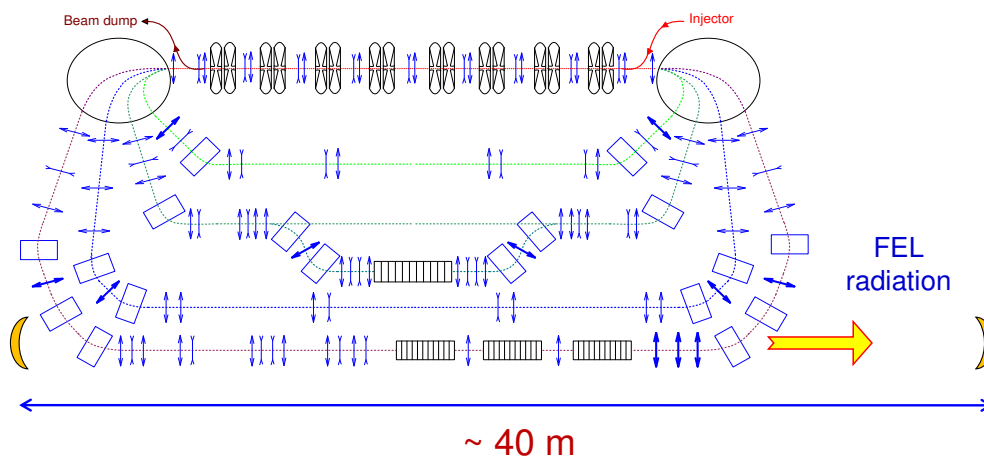 Beam dump
Injector
FEL
radiation
~ 40 m